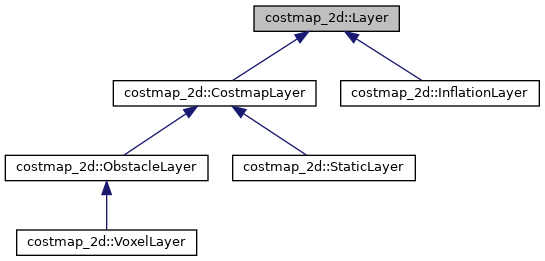 costmap_2d::Layer
costmap_2d::CostmapLayer
costmap_2d::InflationLayer
costmap_2d::ObstacleLayer
costmap_2d::StaticLayer
costmap_2d::VoxelLayer